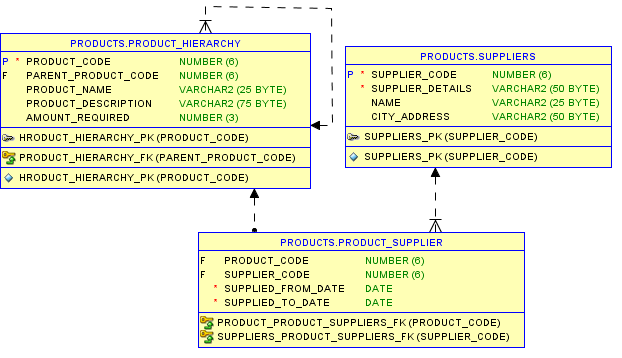 PRODUCTS.PRODUCT_HIERARCHY
P * PRODUCT_CODE NUMBER (6)
F PARENT_PRODUCT_CODE NUMBER (6)
PRODUCT_NAME VARCHAR2 (25 BYTE)
PRODUCT_DESCRIPTION VARCHAR2 (75 BYTE)
AMOUNT_REQUIRED NUMBER (3)
HRODUCT_HIERARCHY_PK (PRODUCT_CODE)
PRODUCT_HIERARCHY_FK (PARENT_PRODUCT_CODE)
HRODUCT_HIERARCHY_PK (PRODUCT_CODE)
PRODUCTS.SUPPLIERS
P * SUPPLIER_CODE NUMBER (6)
* SUPPLIER_DETAILS VARCHAR2 (50 BYTE)
NAME VARCHAR2 (25 BYTE)
CITY_ADDRESS VARCHAR2 (50 BYTE)
SUPPLIERS_PK (SUPPLIER_CODE)
SUPPLIERS_PK (SUPPLIER_CODE)
PRODUCTS.PRODUCT_SUPPLIER
F PRODUCT_CODE NUMBER (6)
F SUPPLIER_CODE NUMBER (6)
* SUPPLIED_FROM_DATE DATE
* SUPPLIED_TO_DATE DATE
PRODUCT_PRODUCT_SUPPLIERS_FK (PRODUCT_CODE)
SUPPLIERS_PRODUCT_SUPPLIERS_FK (SUPPLIER_CODE)